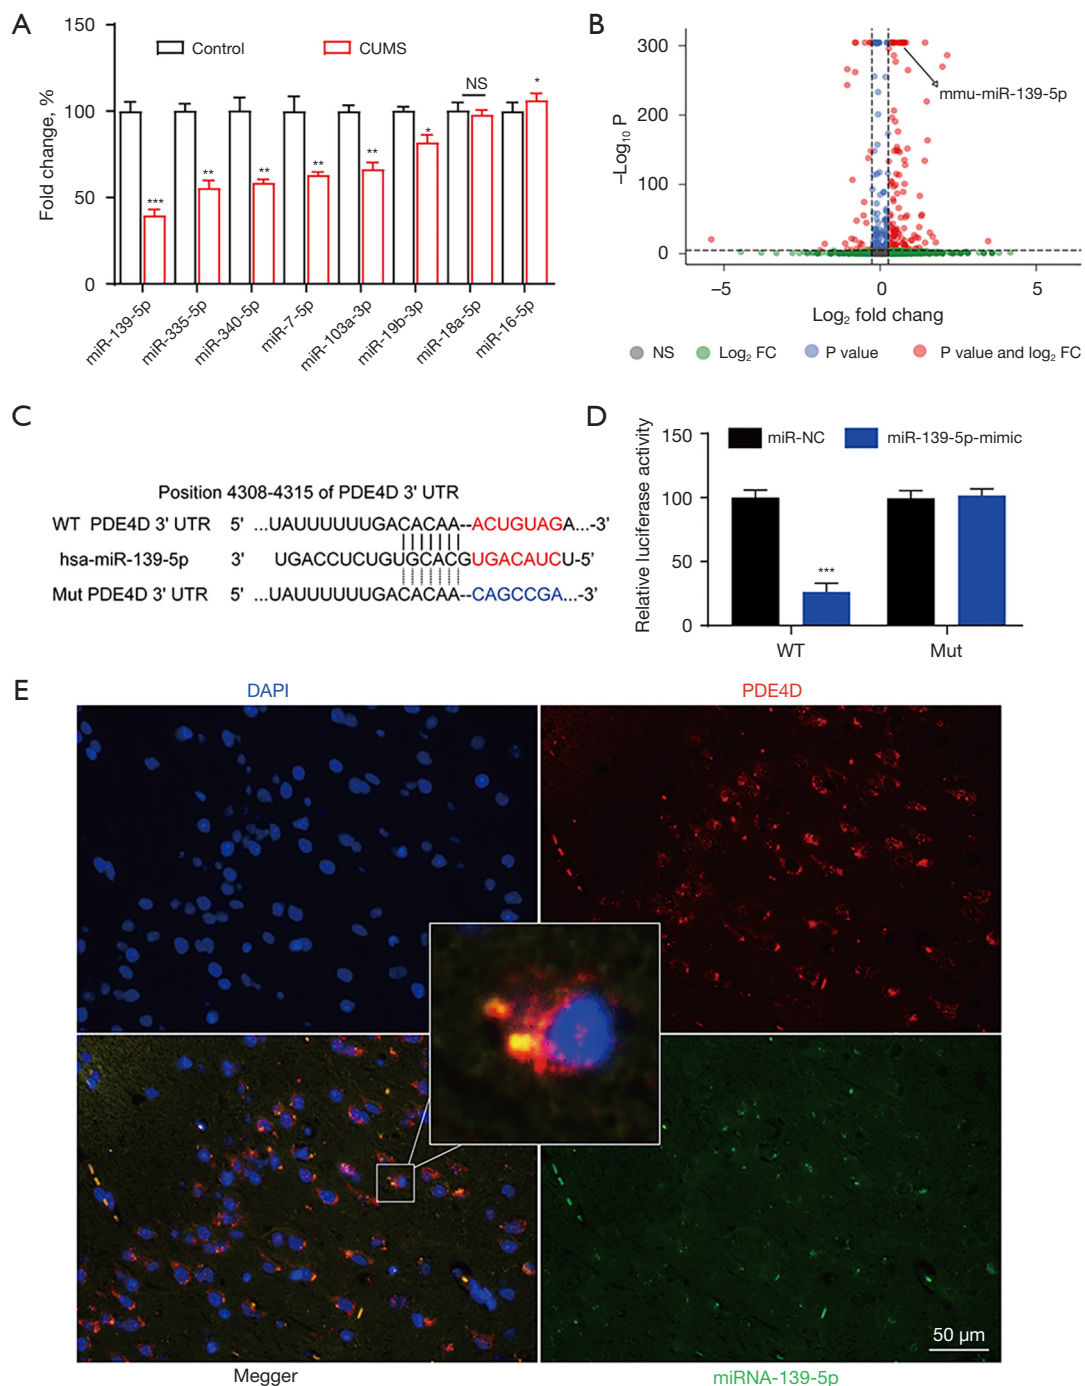 A
150
100
50
0
Fold change, %
Control
CUMS
***
**
**
**
**
*
NS
*
miR-139-5p
miR-335-5p
miR-340-5p
miR-7-5p
miR-103a-3p
miR-19b-3p
miR-18a-5p
miR-16-5p
B
300
200
100
0
–Log10 P
mmu-miR-139-5p
–5
0
5
Log2 fold chang
NS
Log2 FC
P value
P value and log2 FC
C
Position 4308-4315 of PDE4D 3' UTR
WT PDE4D 3' UTR 5' ...UAUUUUUUGACACAA--ACUGUAGA...-3'
hsa-miR-139-5p 3' UGACCUCUGUGCACGUGACAUCU-5'
Mut PDE4D 3' UTR 5' ...UAUUUUUUGACACAA--CAGCCGA...-3'
D
150
100
50
0
Relative luciferase activity
miR-NC
miR-139-5p-mimic
***
WT
Mut
E
DAPI
PDE4D
50 µm
Megger
miRNA-139-5p